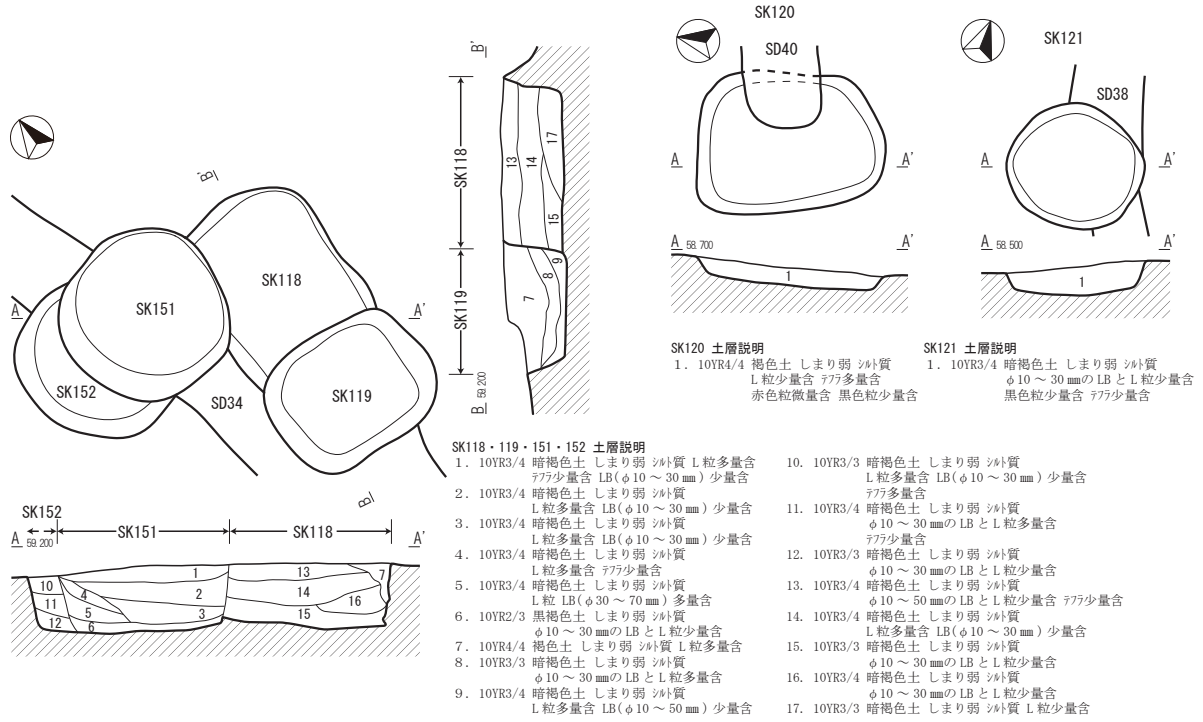 SK120
SD40
A
A'
A 58.700
A'
1
SK121
SD38
A
A'
A 58.500
A'
1
B'
SK118
SK119
13
14
17
15
7
8
9
B 58.200
B'
SK118
SK151
SK152
SD34
SK119
A
A'
B
SK152
SK151
SK118
A 59.200
A'
1
2
3
4
5
6
10
11
12
13
14
15
16
7
SK120 土層説明
1. 10YR4/4 褐色土 しまり弱 シルト質
L 粒少量含 テフラ多量含
赤色粒微量含 黒色粒少量含
SK121 土層説明
1. 10YR3/4 暗褐色土 しまり弱 シルト質
φ10～30㎜のLBとL粒少量含
黒色粒少量含 テフラ少量含
SK118・119・151・152 土層説明
1. 10YR3/4 暗褐色土 しまり弱 シルト質 L粒多量含
テフラ少量含 LB(φ10～30㎜)少量含
2. 10YR3/4 暗褐色土 しまり弱 シルト質
L粒多量含 LB(φ10～30㎜)少量含
3. 10YR3/4 暗褐色土 しまり弱 シルト質
L粒多量含 LB(φ10～30㎜)少量含
4. 10YR3/4 暗褐色土 しまり弱 シルト質
L粒多量含 テフラ少量含
5. 10YR3/4 暗褐色土 しまり弱 シルト質
L粒 LB(φ30～70㎜)多量含
6. 10YR2/3 黒褐色土 しまり弱 シルト質
φ10～30㎜のLBとL粒少量含
7. 10YR4/4 褐色土 しまり弱 シルト質 L粒多量含
8. 10YR3/3 暗褐色土 しまり弱 シルト質
φ10～30㎜のLBとL粒多量含
9. 10YR3/4 暗褐色土 しまり弱 シルト質
L粒多量含 LB(φ10～50㎜)少量含
10. 10YR3/3 暗褐色土 しまり弱 シルト質
L粒多量含 LB(φ10～30㎜)少量含
テフラ多量含
11. 10YR3/4 暗褐色土 しまり弱 シルト質
φ10～30㎜のLBとL粒多量含
テフラ少量含
12. 10YR3/3 暗褐色土 しまり弱 シルト質
φ10～30㎜のLBとL粒少量含
13. 10YR3/4 暗褐色土 しまり弱 シルト質
φ10～50㎜のLBとL粒少量含 テフラ少量含
14. 10YR3/4 暗褐色土 しまり弱 シルト質
L粒多量含 LB(φ10～30㎜)少量含
15. 10YR3/3 暗褐色土 しまり弱 シルト質
φ10～30㎜のLBとL粒少量含
16. 10YR3/4 暗褐色土 しまり弱 シルト質
φ10～30㎜のLBとL粒少量含
17. 10YR3/3 暗褐色土 しまり弱 シルト質 L粒少量含